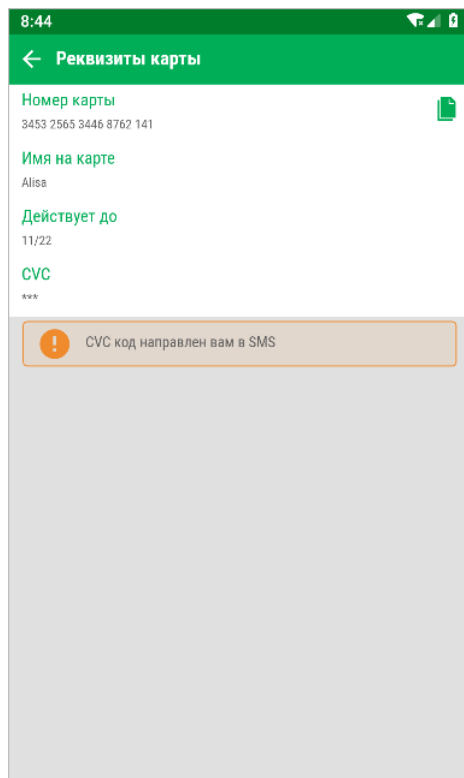 8:44
Реквизиты карты
Номер карты
3453 2565 3446 8762 141
Имя на карте
Alisa
Действует до
11/22
CVC
***
CVC код направлен вам в SMS